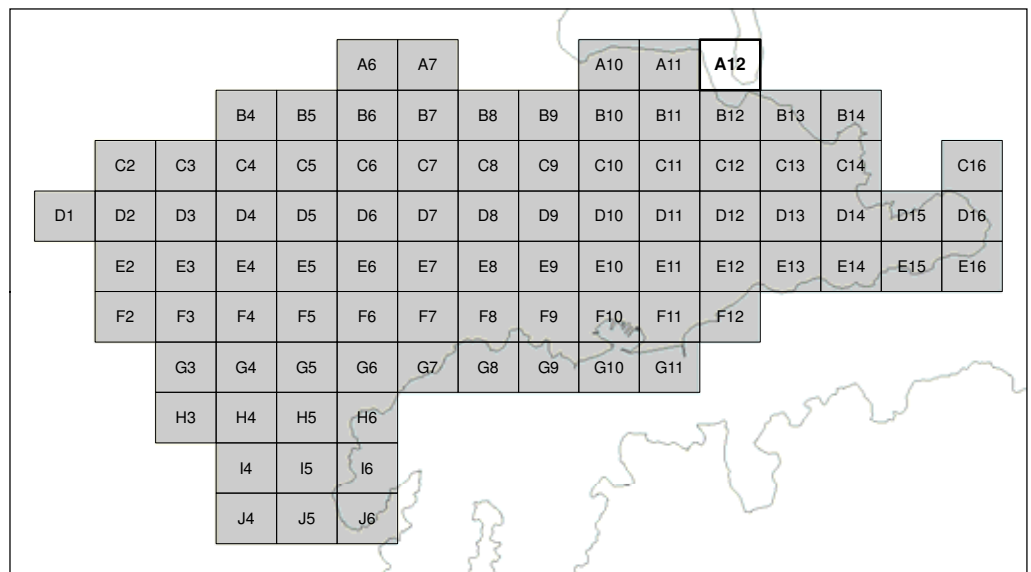 A6 A7 A10 A11 A12
B4 B5 B6 B7 B8 B9 B10 B11 B12 B13 B14
C2 C3 C4 C5 C6 C7 C8 C9 C10 C11 C12 C13 C14 C16
D1 D2 D3 D4 D5 D6 D7 D8 D9 D10 D11 D12 D13 D14 D15 D16
E2 E3 E4 E5 E6 E7 E8 E9 E10 E11 E12 E13 E14 E15 E16
F2 F3 F4 F5 F6 F7 F8 F9 F10 F11 F12
G3 G4 G5 G6 G7 G8 G9 G10 G11
H3 H4 H5 H6
I4 I5 I6
J4 J5 J6